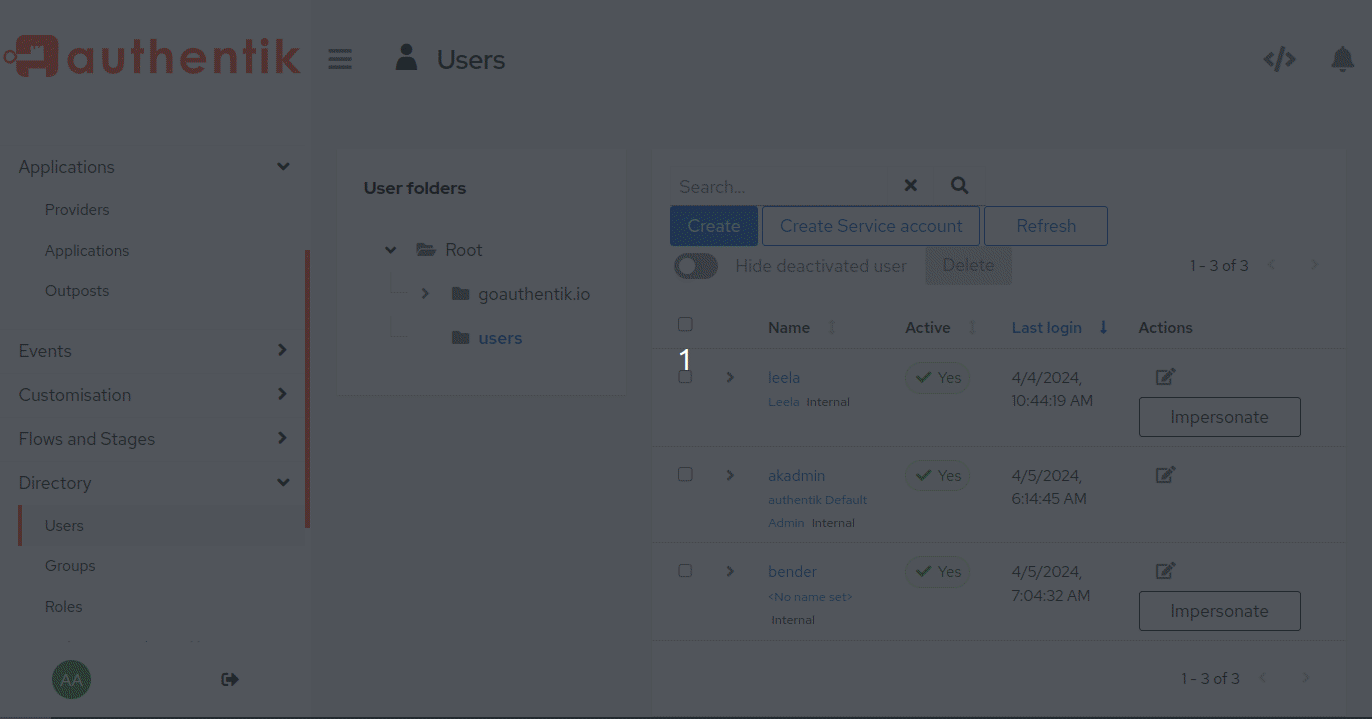 authentik
Users
Applications
Providers
Applications
Outposts
Events
Customisation
Flows and Stages
Directory
Users
Groups
Roles
AA
User folders
Root
goauthentik.io
users
Search...
Create Create Service account Refresh
Hide deactivated user Delete 1 - 3 of 3
Name Active Last login Actions
1
leela Yes 4/4/2024,
Leela Internal 10:44:19 AM
Impersonate
akadmin Yes 4/5/2024,
authentik Default 6:14:45 AM
Admin Internal
bender Yes 4/5/2024,
<No name set> 7:04:32 AM
Internal Impersonate
1 - 3 of 3